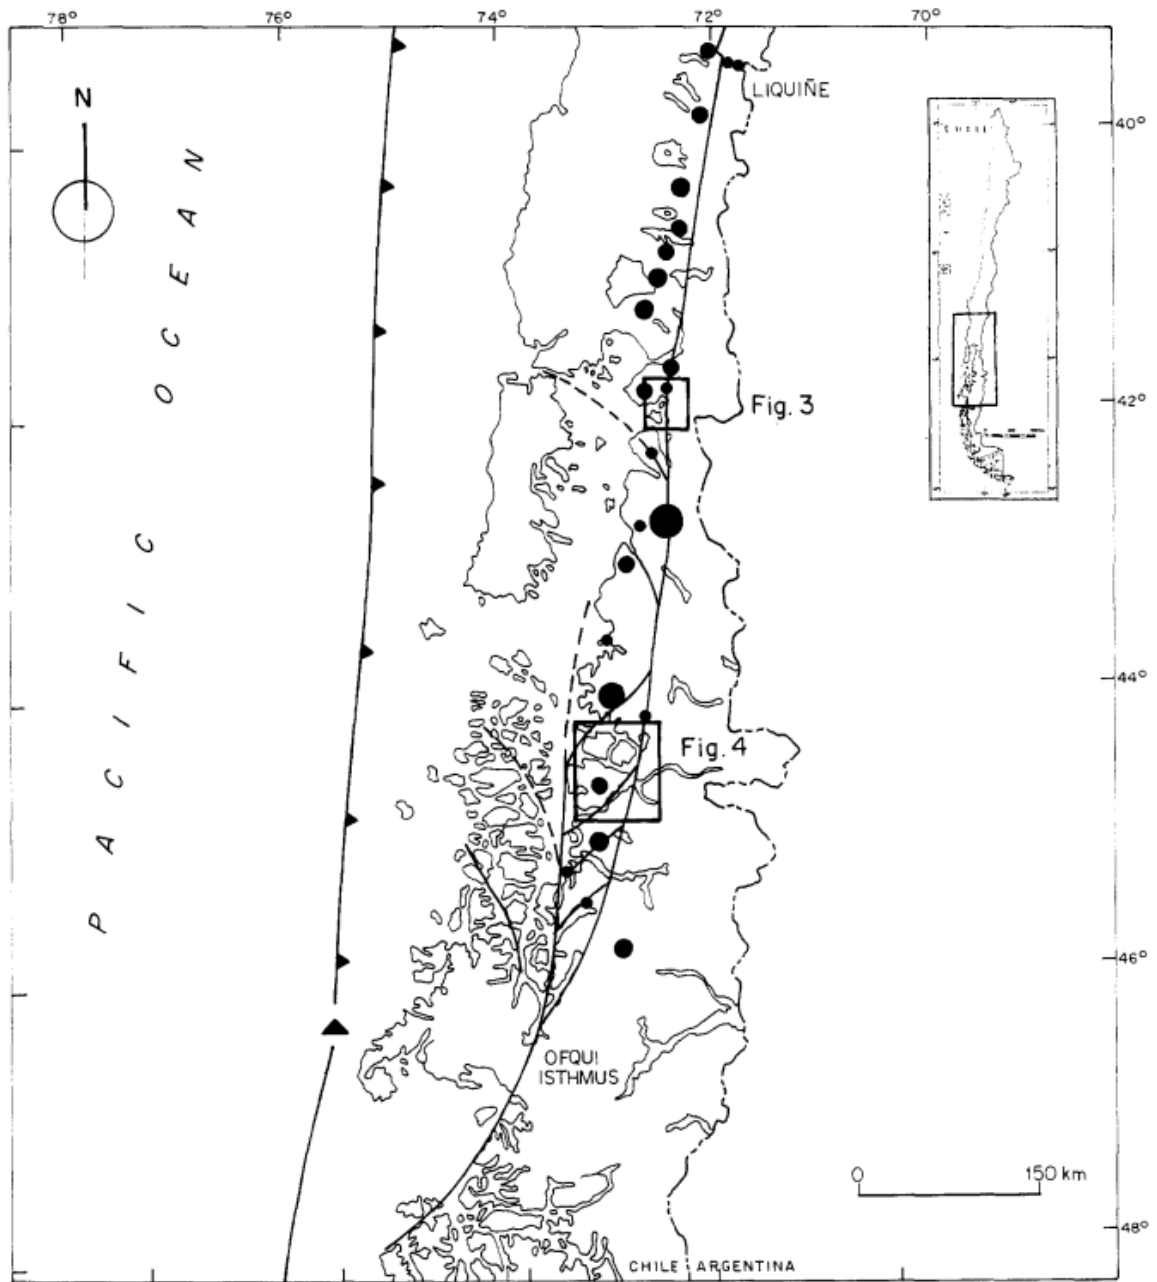 78°
76°
74°
72°
70°
N
LIQUIÑE
40°
PACIFIC OCEAN
42°
Fig. 3
44°
Fig. 4
46°
OFQUI
ISTHMUS
0 150 km
48°
CHILE ARGENTINA